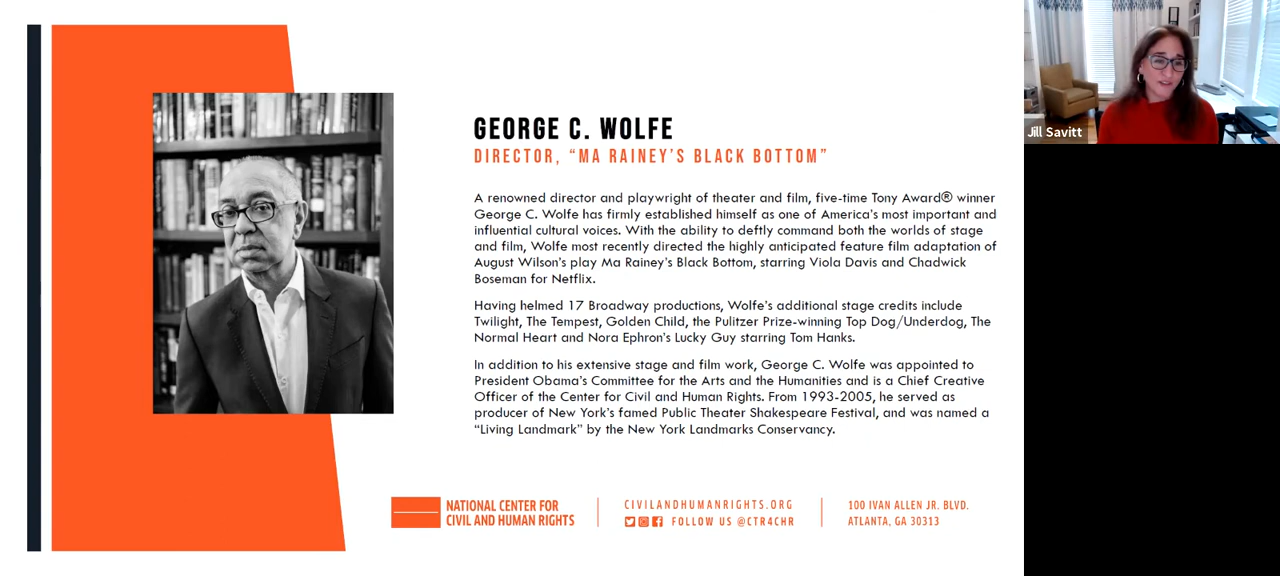 GEORGE C. WOLFE
DIRECTOR, “MA RAINEY’S BLACK BOTTOM”
A renowned director and playwright of theater and film, five-time Tony Award® winner
George C. Wolfe has firmly established himself as one of America’s most important and
influential cultural voices. With the ability to deftly command both the worlds of stage
and film, Wolfe most recently directed the highly anticipated feature film adaptation of
August Wilson’s play Ma Rainey’s Black Bottom, starring Viola Davis and Chadwick
Boseman for Netflix.
Having helmed 17 Broadway productions, Wolfe’s additional stage credits include
Twilight, The Tempest, Golden Child, the Pulitzer Prize-winning Top Dog/Underdog, The
Normal Heart and Nora Ephron’s Lucky Guy starring Tom Hanks.
In addition to his extensive stage and film work, George C. Wolfe was appointed to
President Obama’s Committee for the Arts and the Humanities and is a Chief Creative
Officer of the Center for Civil and Human Rights. From 1993-2005, he served as
producer of New York’s famed Public Theater Shakespeare Festival, and was named a
“Living Landmark” by the New York Landmarks Conservancy.
NATIONAL CENTER FOR
CIVIL AND HUMAN RIGHTS
CIVILANDHUMANRIGHTS.ORG
FOLLOW US @CTR4CHR
100 IVAN ALLEN JR. BLVD.
ATLANTA, GA 30313
Jill Savitt